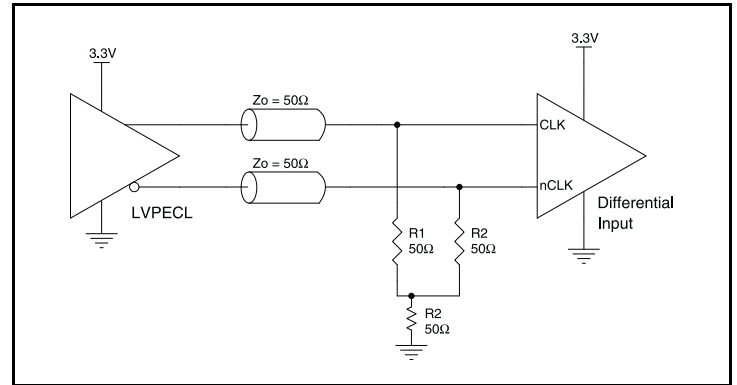 3.3V
3.3V
Zo = 50Ω
CLK
Zo = 50Ω
nCLK
LVPECL
Differential
Input
R1
50Ω
R2
50Ω
R2
50Ω